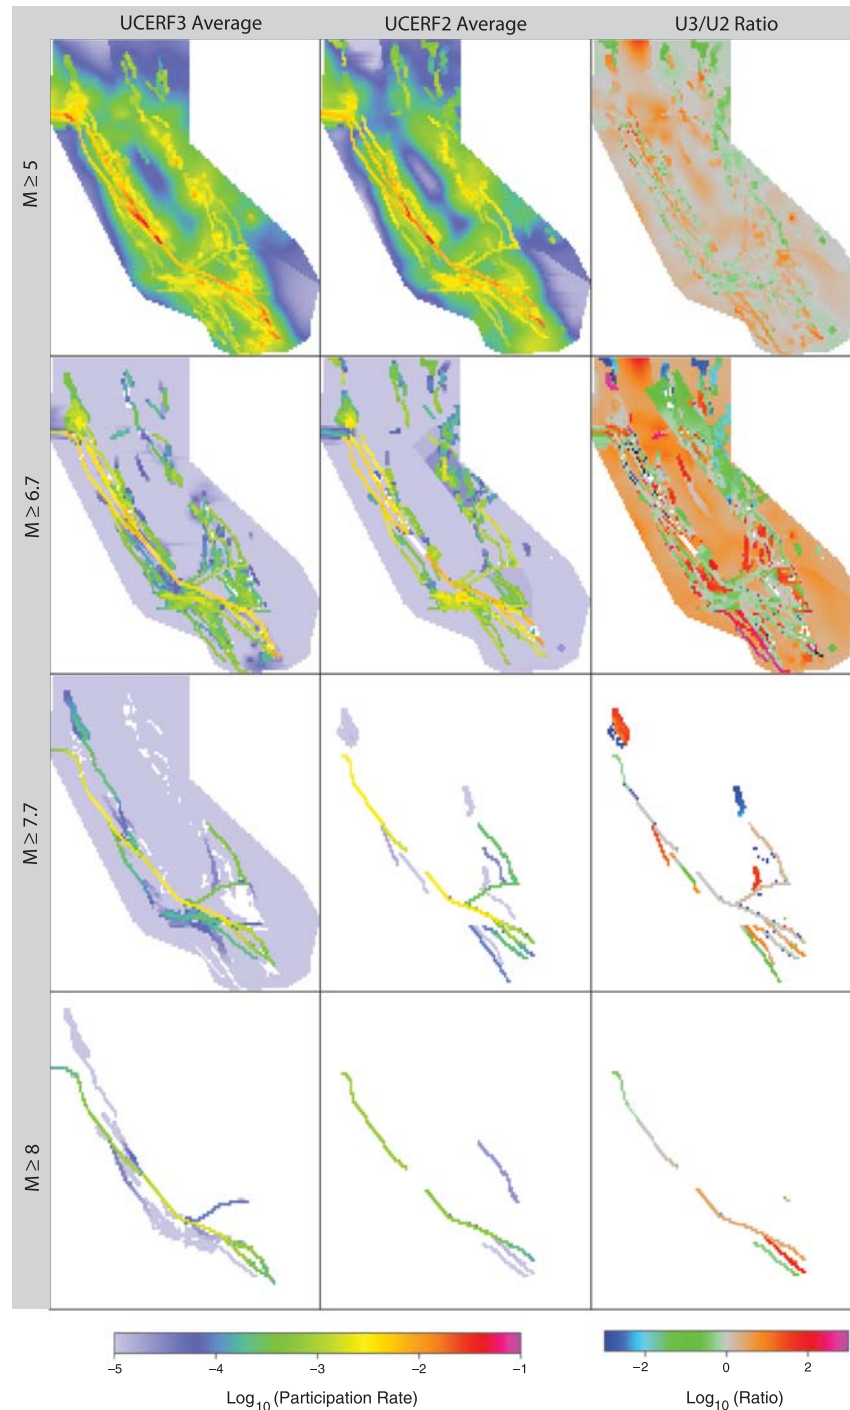 UCERF3 Average UCERF2 Average U3/U2 Ratio
M ≥ 5
M ≥ 6.7
M ≥ 7.7
M ≥ 8
−5 −4 −3 −2 −1
Log10 (Participation Rate)
−2 0 2
Log10 (Ratio)